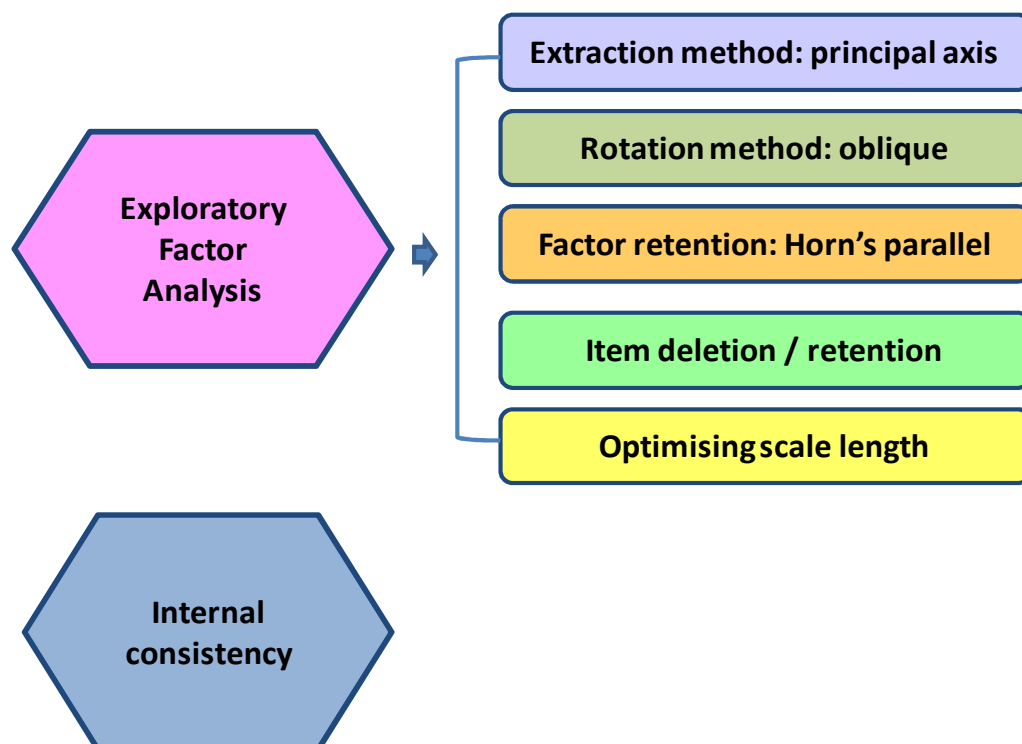 Exploratory
Factor
Analysis
Extraction method: principal axis
Rotation method: oblique
Factor retention: Horn's parallel
Item deletion / retention
Optimising scale length
Internal
consistency